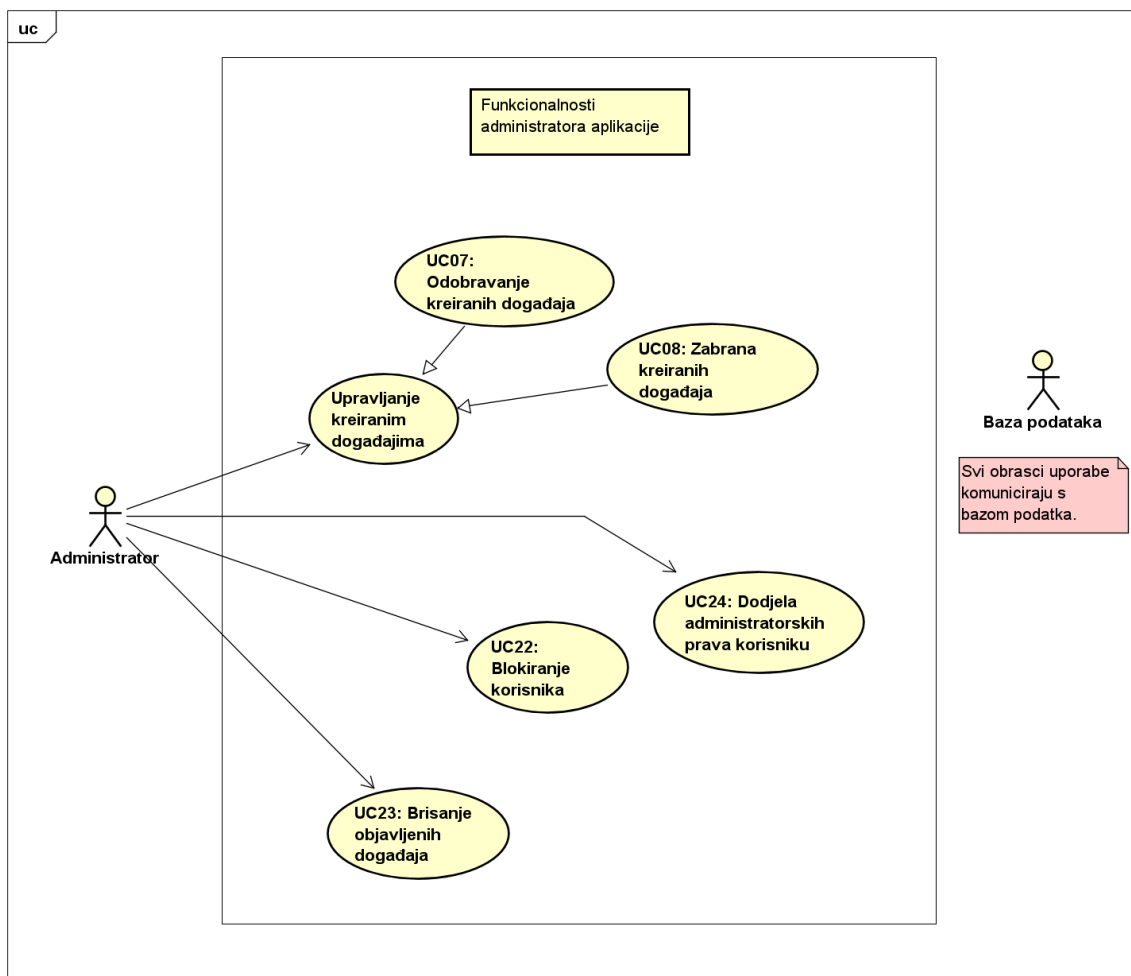 uc
Funkcionalnosti
administratora aplikacije
UC07:
Odobravanje
kreiranih događaja
UC08: Zabrana
kreiranih
događaja
Upravljanje
kreiranim
događajima
Baza podataka
Svi obrasci uporabe
komuniciraju s
bazom podatka.
Administrator
UC24: Dodjela
administratorskih
prava korisniku
UC22:
Blokiranje
korisnika
UC23: Brisanje
objavljenih
događaja